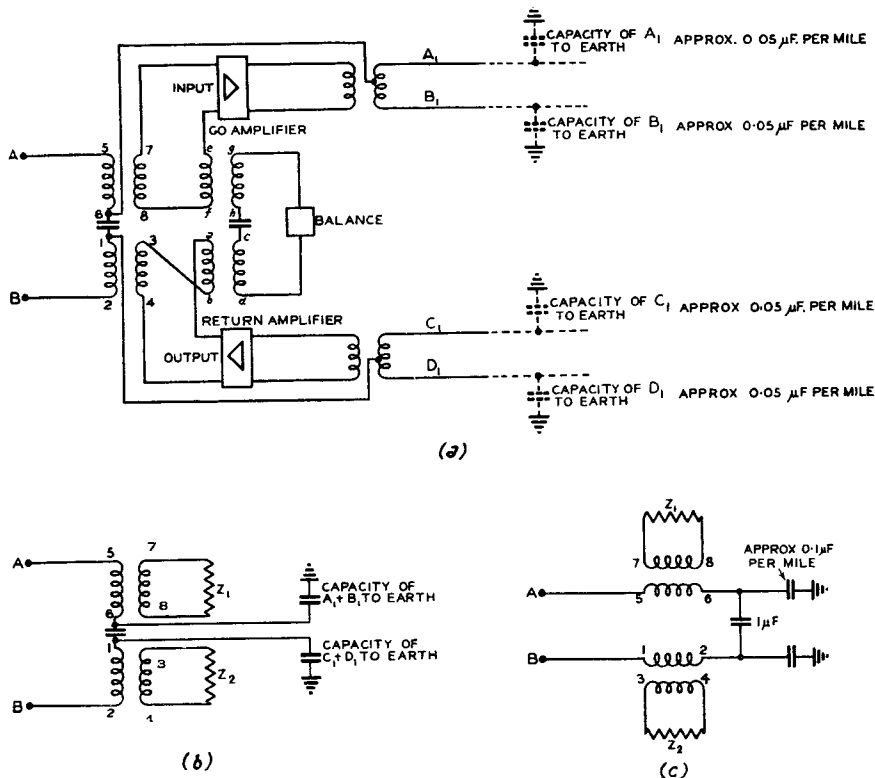 CAPACITY OF A1 APPROX. 0·05 µF. PER MILE
TO EARTH
A1
INPUT
B1
GO AMPLIFIER
CAPACITY OF B1 APPROX 0·05 µF PER MILE
TO EARTH
A
5
7
e
g
6
8
f
h
BALANCE
1
3
a
c
B
2
4
b
d
RETURN AMPLIFIER
CAPACITY OF C1 APPROX 0·05 µF. PER MILE
TO EARTH
C1
OUTPUT
D1
CAPACITY OF D1 APPROX 0·05 µF PER MILE
TO EARTH
(a)
A
5
7
Z1
6
8
CAPACITY OF
A1+B1 TO EARTH
1
3
Z2
CAPACITY OF
C1+D1 TO EARTH
B
2
1
(b)
Z1
7
8
APPROX 0·1µF
PER MILE
A
5
6
1µF
B
1
2
3
4
Z2
(c)